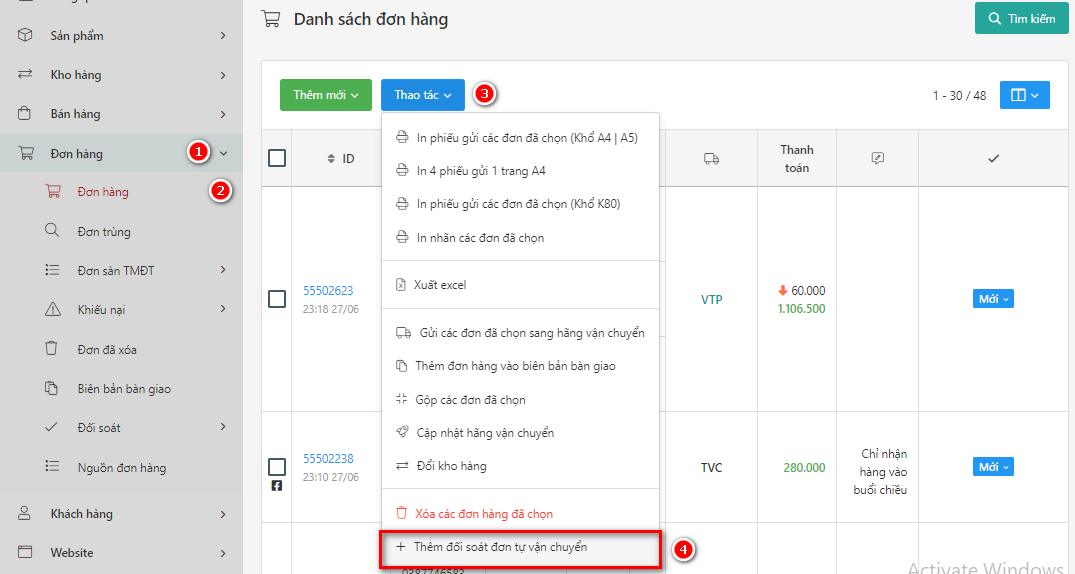 Sản phẩm
Kho hàng
Bán hàng
Đơn hàng
1
Đơn hàng
2
Đơn trùng
Đơn sàn TMĐT
Khiếu nại
Đơn đã xóa
Biên bản bàn giao
Đối soát
Nguồn đơn hàng
Khách hàng
Website
Danh sách đơn hàng
Tìm kiếm
Thêm mới
Thao tác
3
1 - 30 / 48
In phiếu gửi các đơn đã chọn (Khổ A4 | A5)
In 4 phiếu gửi 1 trang A4
In phiếu gửi các đơn đã chọn (Khổ K80)
In nhãn các đơn đã chọn
Xuất excel
Gửi các đơn đã chọn sang hãng vận chuyển
Thêm đơn hàng vào biên bản bàn giao
Gộp các đơn đã chọn
Cập nhật hãng vận chuyển
Đổi kho hàng
Xóa các đơn hàng đã chọn
Thêm đối soát đơn tự vận chuyển
4
ID
Thanh
toán
55502623
23:18 27/06
VTP
60.000
1.106.500
Mới
55502238
23:10 27/06
TVC
280.000
Chỉ nhận
hàng vào
buổi chiều
Mới
Activate Windows